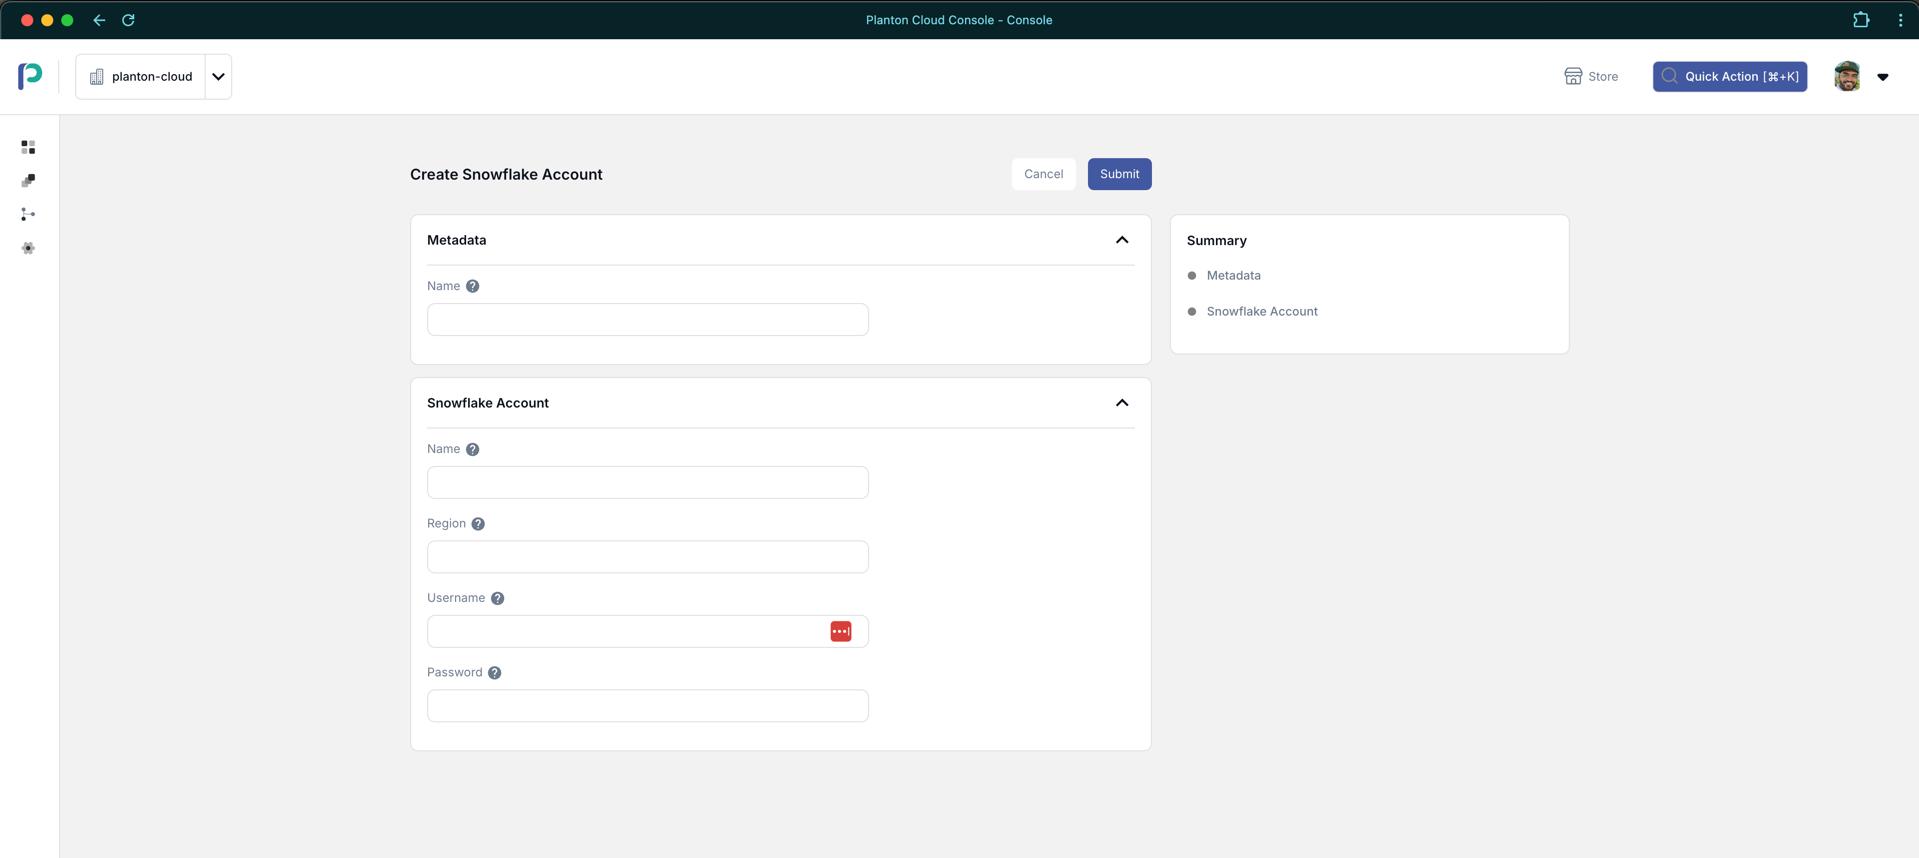 Planton Cloud Console - Console
planton-cloud
Store
Quick Action [⌘+K]
Create Snowflake Account
Cancel
Submit
Metadata
Name
Summary
Metadata
Snowflake Account
Snowflake Account
Name
Region
Username
Password